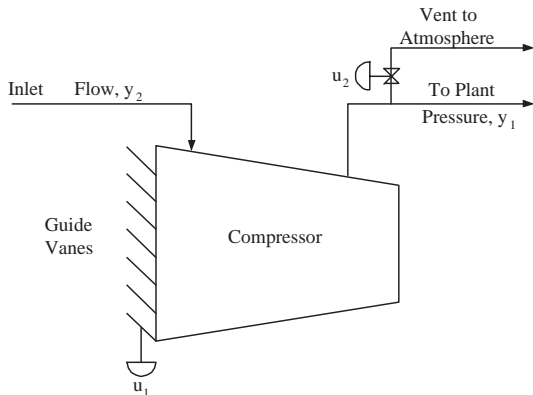 Vent to
Atmosphere
u2
Inlet Flow, y2
To Plant
Pressure, y1
Guide
Vanes
Compressor
u1